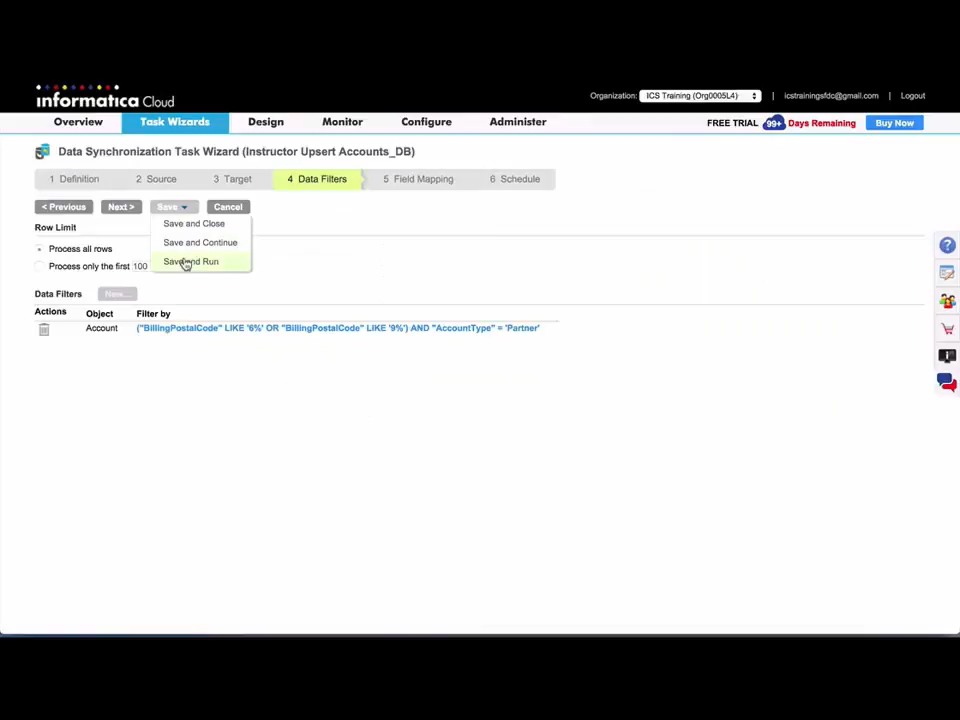 informatica Cloud
Organization: ICS Training (Org0005L4) | icstrainingsfdc@gmail.com | Logout
Overview Task Wizards Design Monitor Configure Administer FREE TRIAL 99+ Days Remaining Buy Now
Data Synchronization Task Wizard (Instructor Upsert Accounts_DB)
1 Definition 2 Source 3 Target 4 Data Filters 5 Field Mapping 6 Schedule
< Previous Next > Save Cancel
Save and Close
Save and Continue
Save and Run
Row Limit
Process all rows
Process only the first 100
Data Filters New...
Actions Object Filter by
Account ("BillingPostalCode" LIKE '6%' OR "BillingPostalCode" LIKE '9%') AND "AccountType" = 'Partner'